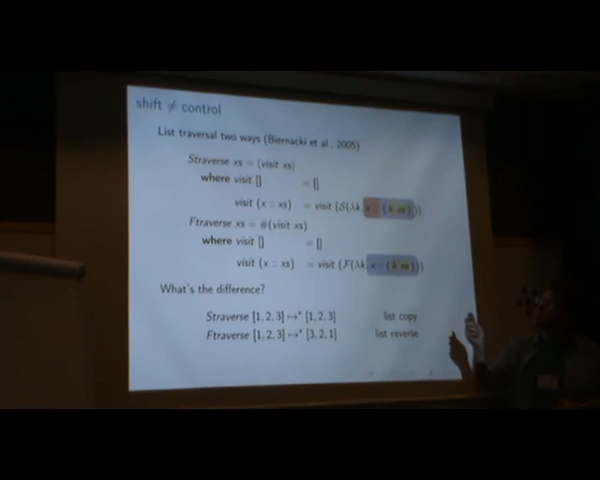 shift ≠ control
List traversal two ways (Biernacki et al., 2005)
Straverse xs = ⟨visit xs⟩
where visit [] = []
visit (x :: xs) = visit (S(λk. x :: (k xs)))
Ftraverse xs = #(visit xs)
where visit [] = []
visit (x :: xs) = visit (F(λk. x :: (k xs)))
What's the difference?
Straverse [1, 2, 3] ↦* [1, 2, 3] list copy
Ftraverse [1, 2, 3] ↦* [3, 2, 1] list reverse